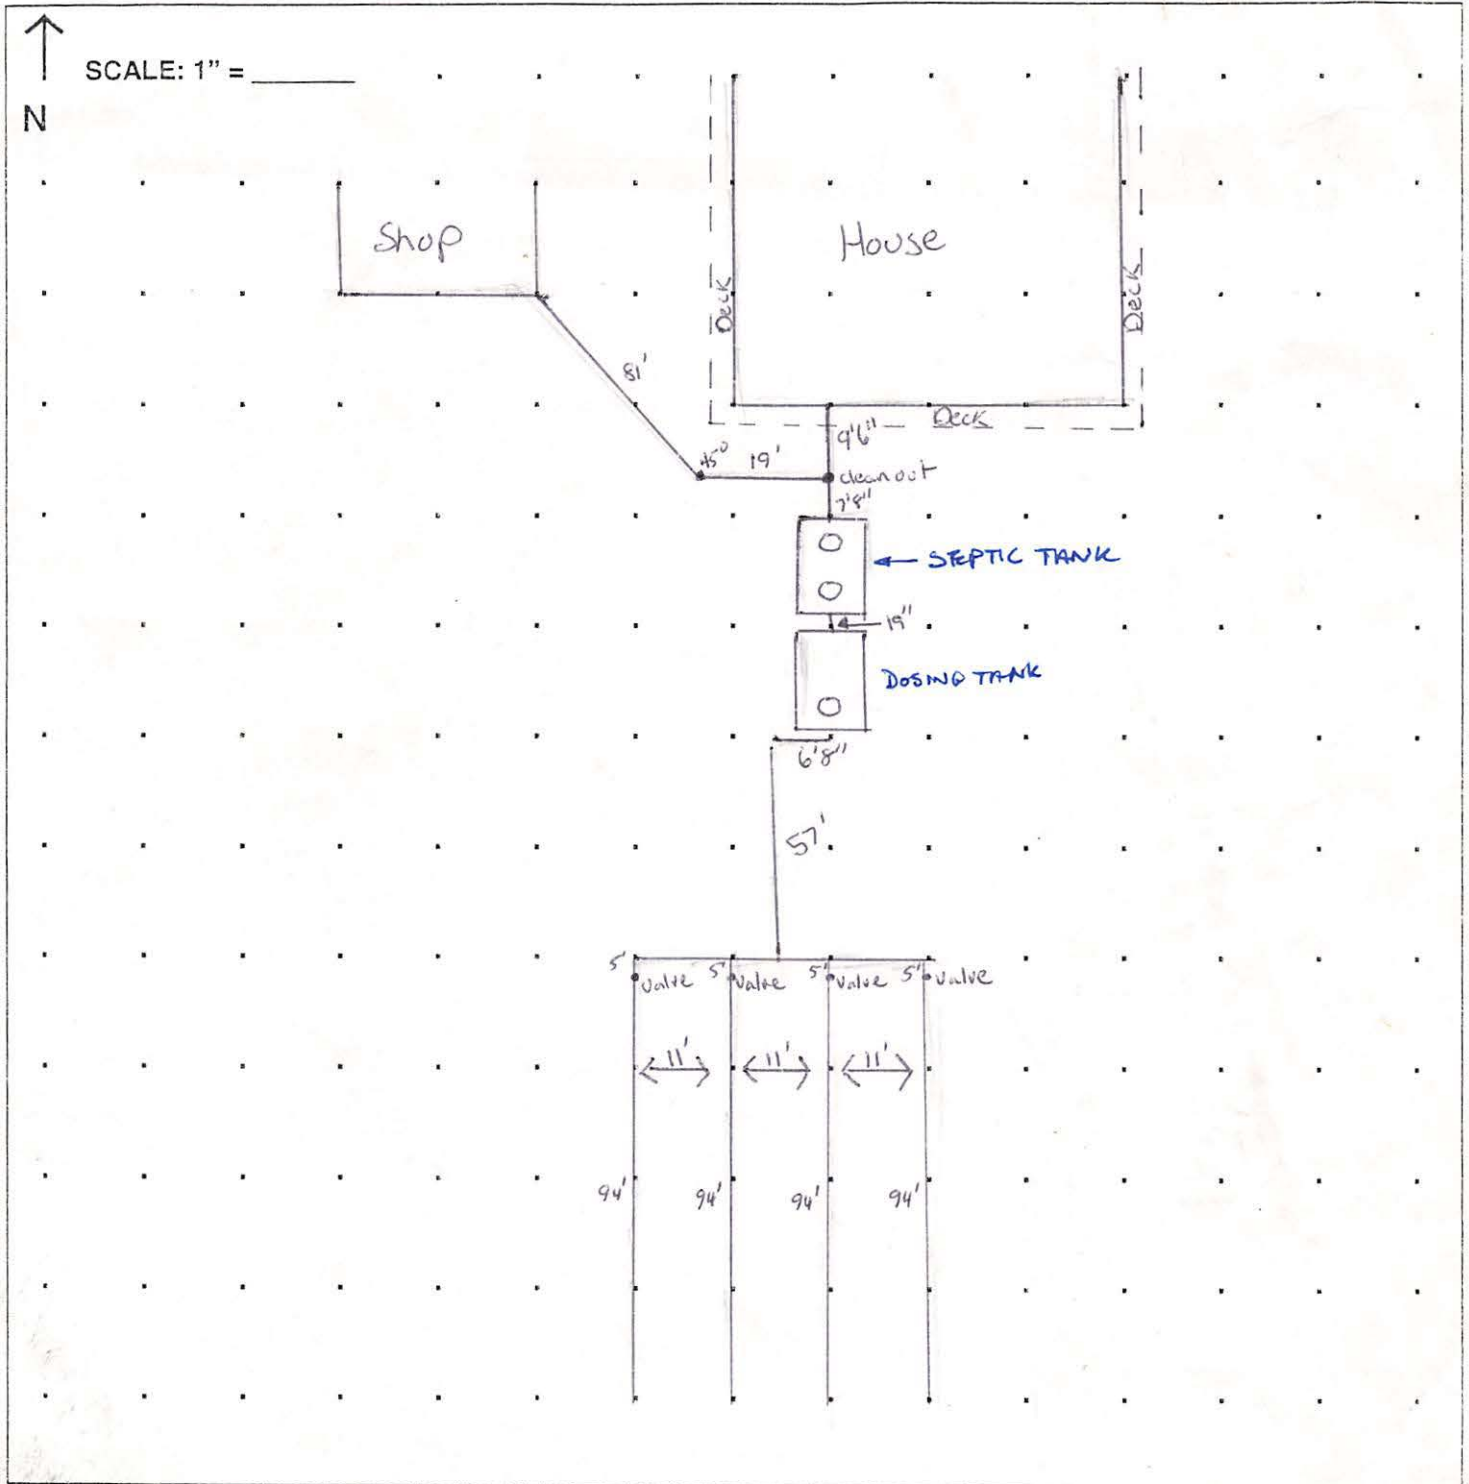 SCALE: 1" = ______
N
Shop
House
Deck
Deck
81'
Deck
9'6"
45°
19'
cleanout
7'8"
SEPTIC TANK
19"
DOSING TANK
6'8"
57'
5' valve 5' valve 5' valve 5' valve
11' 11' 11'
94' 94' 94' 94'